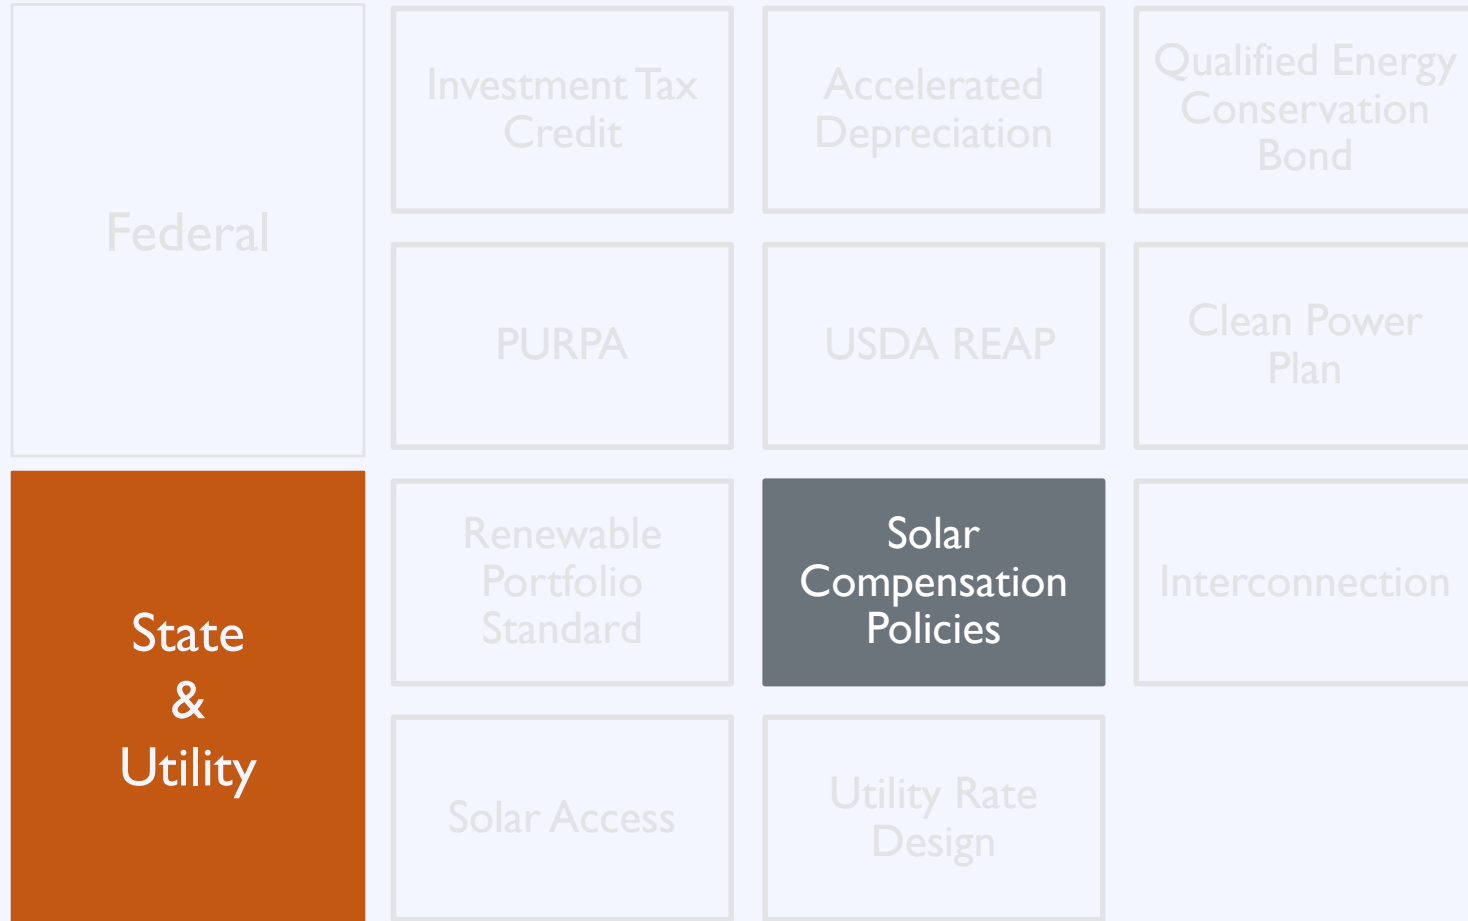 Federal
Investment Tax
Credit
Accelerated
Depreciation
Qualified Energy
Conservation
Bond
PURPA
USDA REAP
Clean Power
Plan
State
&
Utility
Renewable
Portfolio
Standard
Solar
Compensation
Policies
Interconnection
Solar Access
Utility Rate
Design